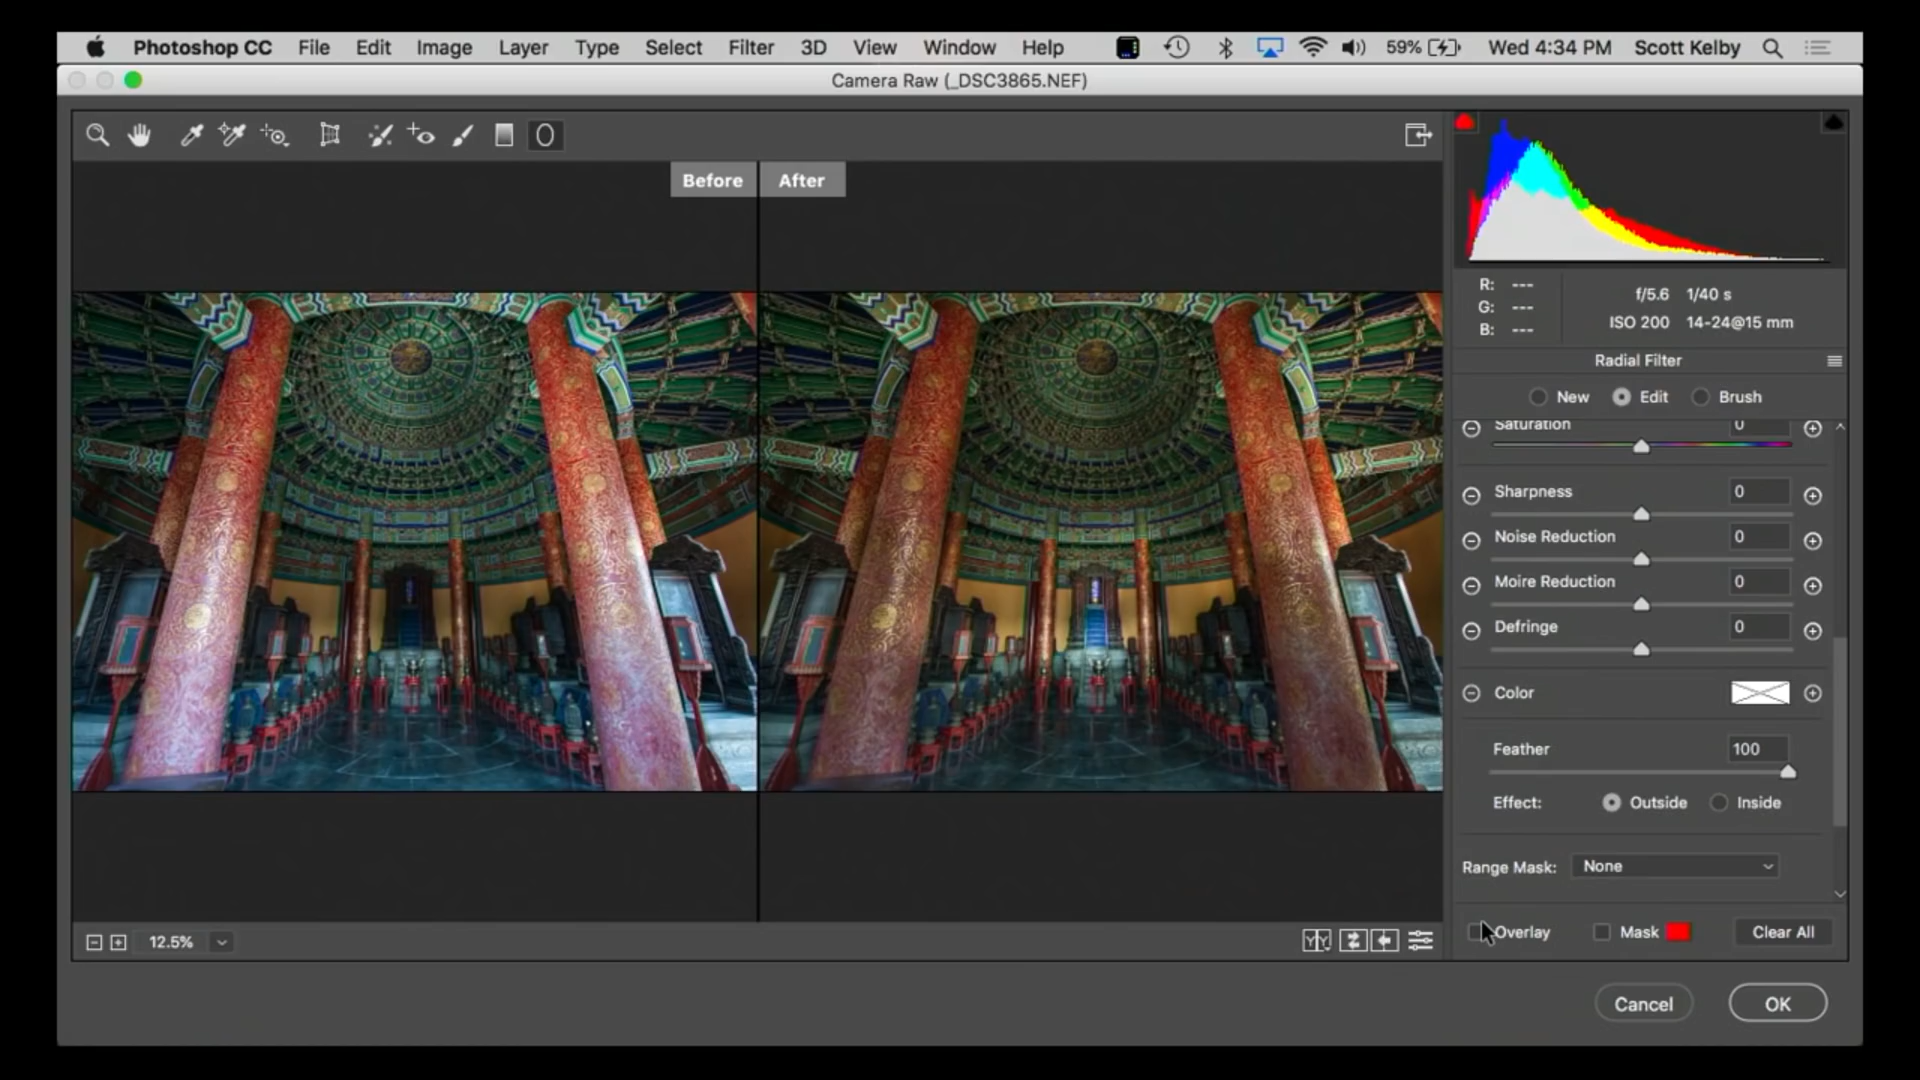 Photoshop CC File Edit Image Layer Type Select Filter 3D View Window Help 59% Wed 4:34 PM Scott Kelby
Camera Raw (_DSC3865.NEF)
Before After
R: ---
G: ---
B: ---
f/5.6 1/40 s
ISO 200 14-24@15 mm
Radial Filter
New Edit Brush
Saturation 0
Sharpness 0
Noise Reduction 0
Moire Reduction 0
Defringe 0
Color
Feather 100
Effect: Outside Inside
Range Mask: None
Overlay Mask Clear All
12.5% Y Y
Cancel OK